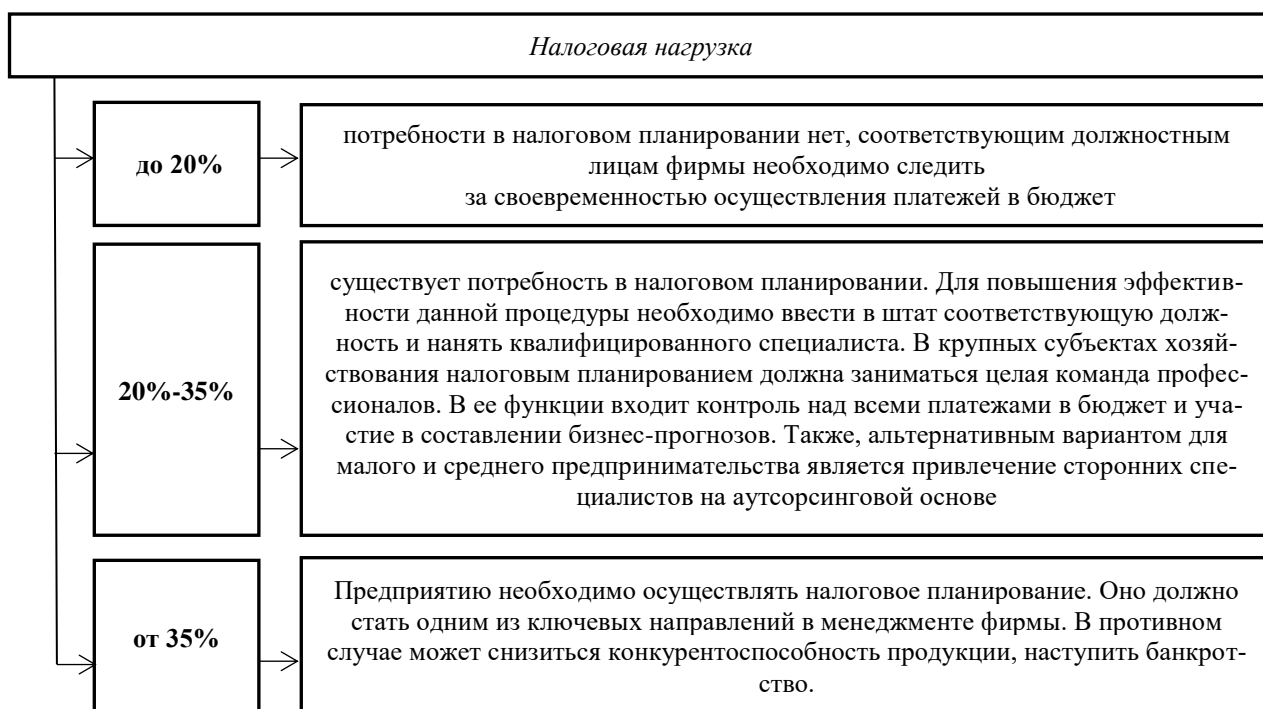 Налоговая нагрузка
до 20%
потребности в налоговом планировании нет, соответствующим должностным
лицам фирмы необходимо следить
за своевременностью осуществления платежей в бюджет
20%-35%
существует потребность в налоговом планировании. Для повышения эффектив-
ности данной процедуры необходимо ввести в штат соответствующую долж-
ность и нанять квалифицированного специалиста. В крупных субъектах хозяй-
ствования налоговым планированием должна заниматься целая команда профес-
сионалов. В ее функции входит контроль над всеми платежами в бюджет и уча-
стие в составлении бизнес-прогнозов. Также, альтернативным вариантом для
малого и среднего предпринимательства является привлечение сторонних спе-
циалистов на аутсорсинговой основе
от 35%
Предприятию необходимо осуществлять налоговое планирование. Оно должно
стать одним из ключевых направлений в менеджменте фирмы. В противном
случае может снизиться конкурентоспособность продукции, наступить банкрот-
ство.